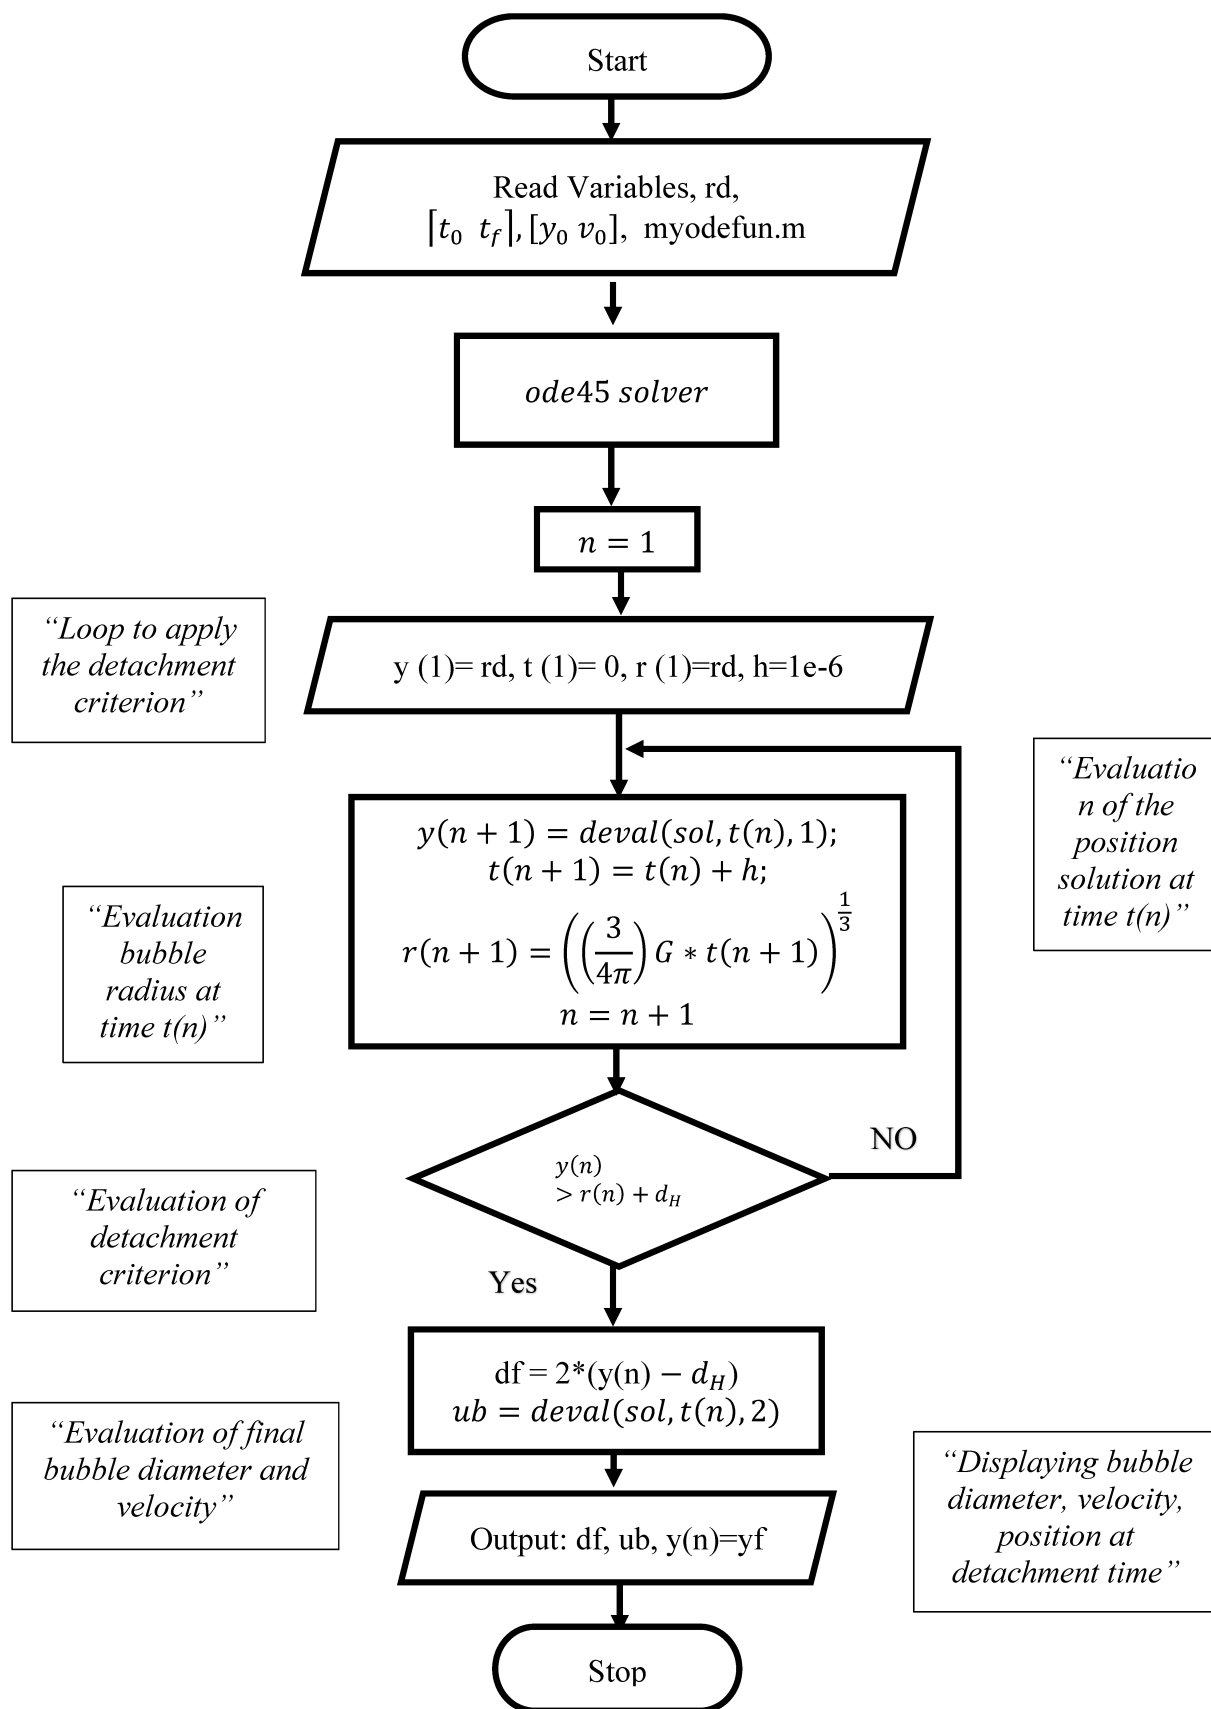 Start
Read Variables, rd,
⌈t₀ t_f⌉, [y₀ v₀], myodefun.m
ode45 solver
n = 1
“Loop to apply
the detachment
criterion”
y (1)= rd, t (1)= 0, r (1)=rd, h=1e-6
“Evaluatio
n of the
position
solution at
time t(n)”
y(n + 1) = deval(sol, t(n), 1);
t(n + 1) = t(n) + h;
r(n + 1) = ((3/4π) G * t(n + 1))^(1/3)
n = n + 1
“Evaluation
bubble
radius at
time t(n)”
NO
y(n)
> r(n) + d_H
“Evaluation of
detachment
criterion”
Yes
df = 2*(y(n) − d_H)
ub = deval(sol, t(n), 2)
“Evaluation of final
bubble diameter and
velocity”
“Displaying bubble
diameter, velocity,
position at
detachment time”
Output: df, ub, y(n)=yf
Stop